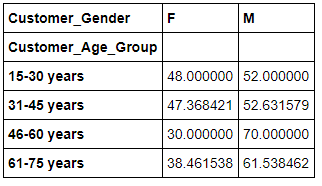 Customer_Gender F M
Customer_Age_Group
15-30 years 48.000000 52.000000
31-45 years 47.368421 52.631579
46-60 years 30.000000 70.000000
61-75 years 38.461538 61.538462